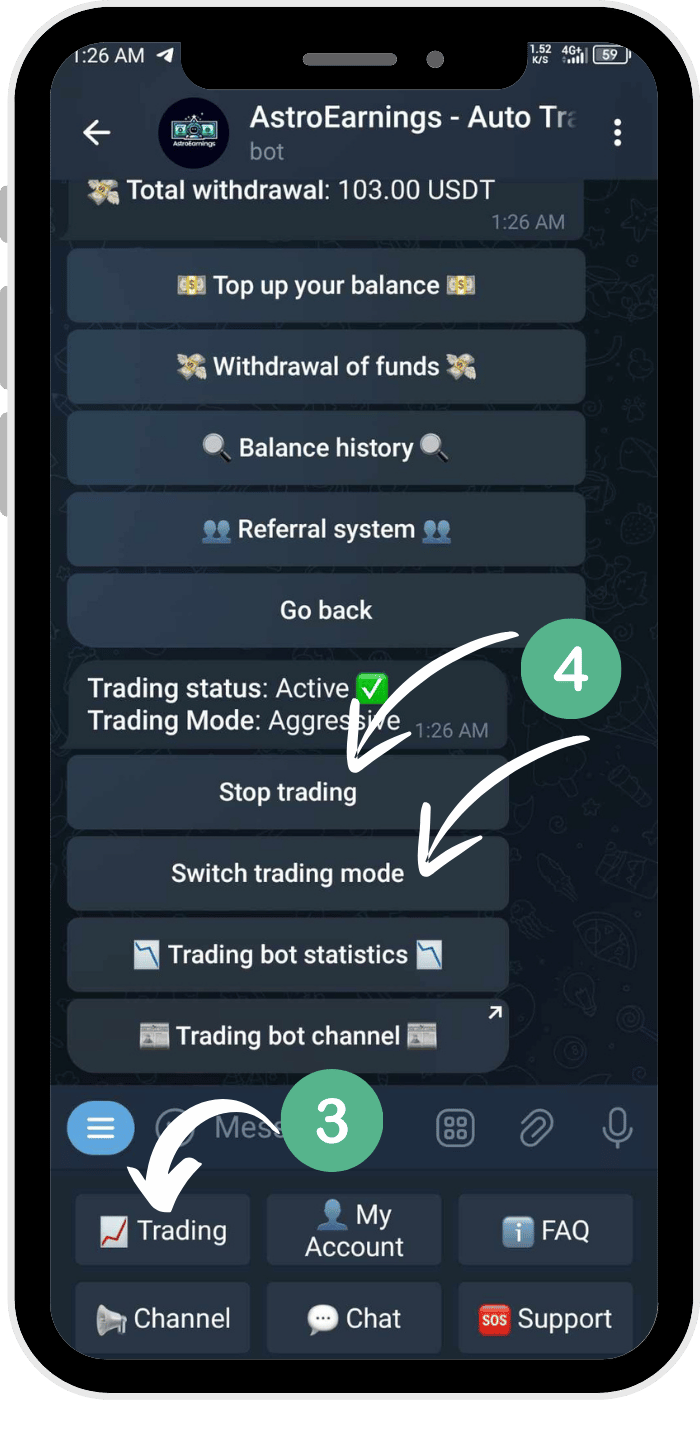 1:26 AM
1.52 K/S
4G+
59
AstroEarnings - Auto Tra
AstroEarnings
bot
Total withdrawal: 103.00 USDT
1:26 AM
Top up your balance
Withdrawal of funds
Balance history
Referral system
Go back
4
Trading status: Active
Trading Mode: Aggressive
1:26 AM
Stop trading
Switch trading mode
Trading bot statistics
Trading bot channel
3
Trading
My
Account
FAQ
Channel
Chat
SOS Support